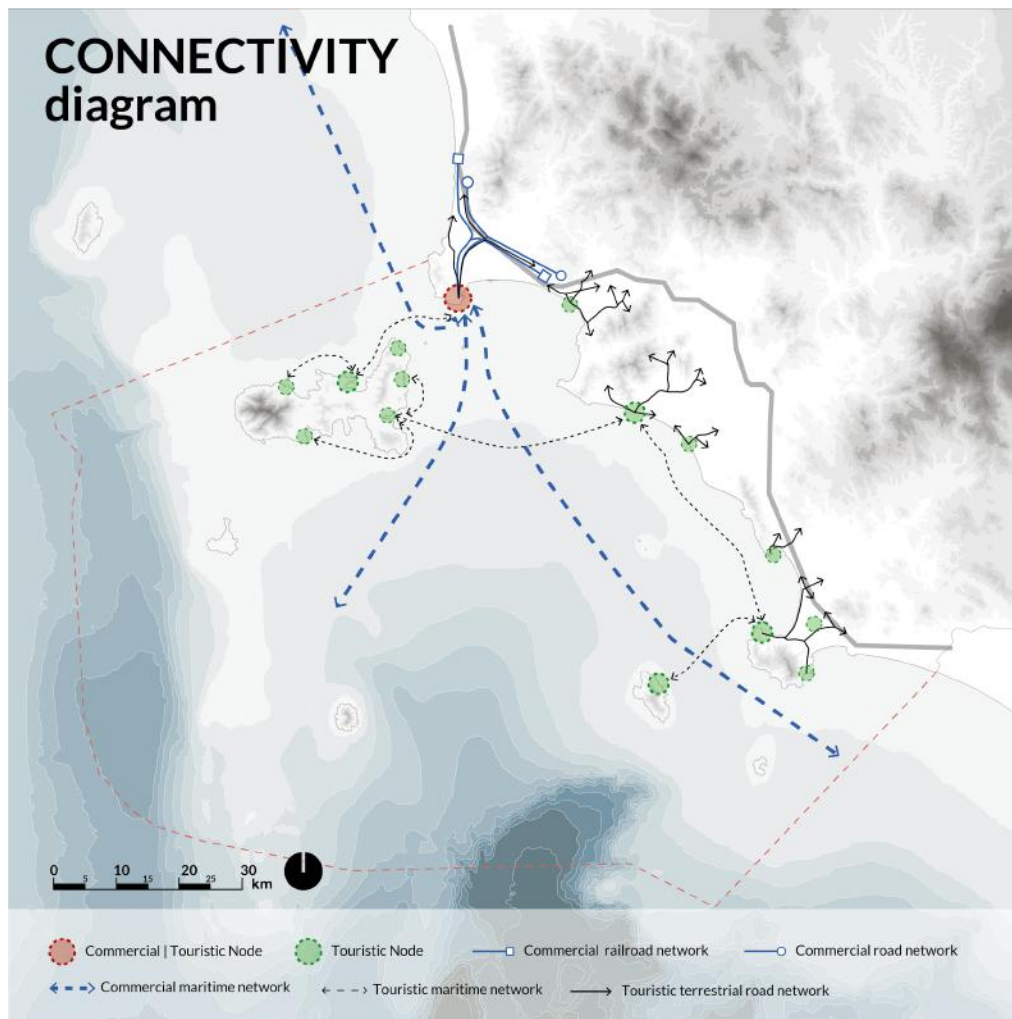 CONNECTIVITY
diagram
0 10 20 30
5 15 25 km
Commercial | Touristic Node
Touristic Node
Commercial railroad network
Commercial road network
Commercial maritime network
Touristic maritime network
Touristic terrestrial road network